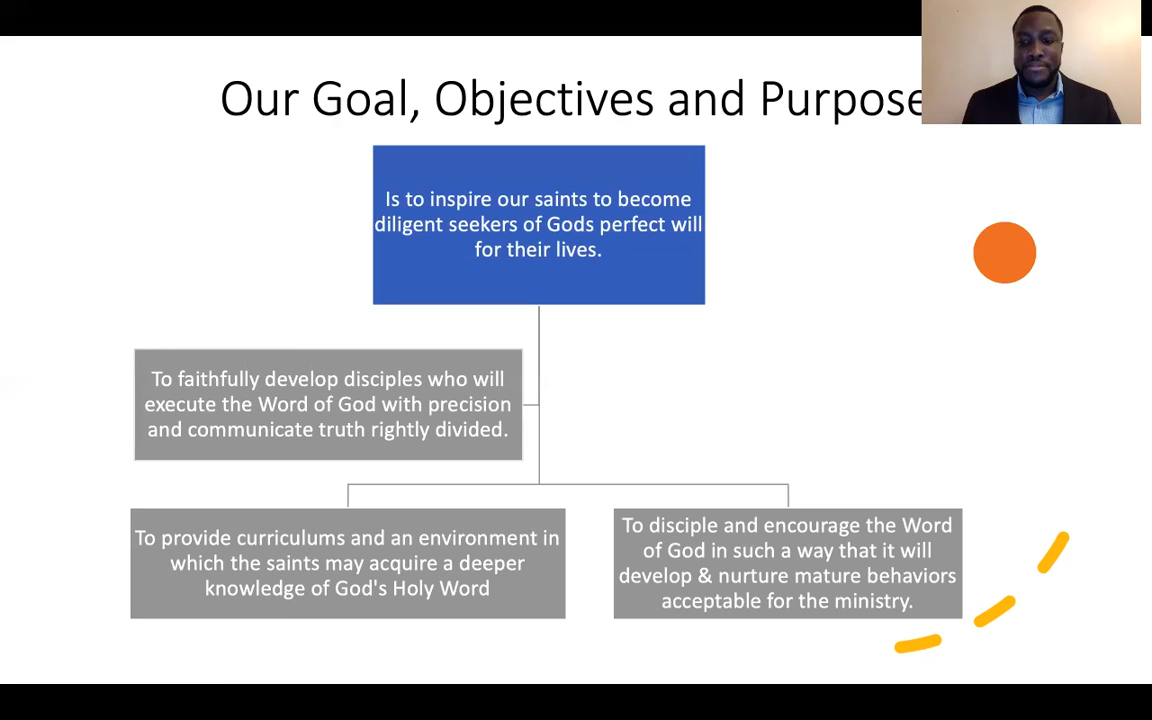 Our Goal, Objectives and Purpose
Is to inspire our saints to become
diligent seekers of Gods perfect will
for their lives.
To faithfully develop disciples who will
execute the Word of God with precision
and communicate truth rightly divided.
To provide curriculums and an environment in
which the saints may acquire a deeper
knowledge of God's Holy Word
To disciple and encourage the Word
of God in such a way that it will
develop & nurture mature behaviors
acceptable for the ministry.